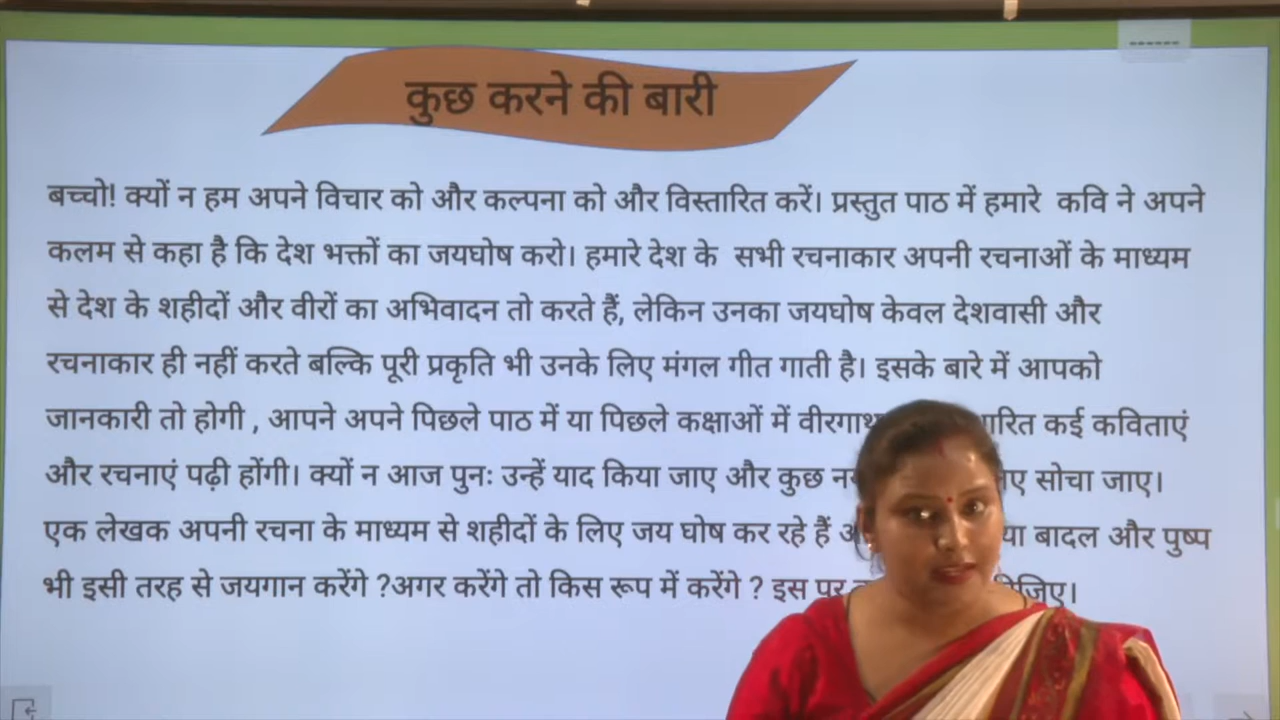 कुछ करने की बारी
बच्चो! क्यों न हम अपने विचार को और कल्पना को और विस्तारित करें। प्रस्तुत पाठ में हमारे कवि ने अपने
कलम से कहा है कि देश भक्तों का जयघोष करो। हमारे देश के सभी रचनाकार अपनी रचनाओं के माध्यम
से देश के शहीदों और वीरों का अभिवादन तो करते हैं, लेकिन उनका जयघोष केवल देशवासी और
रचनाकार ही नहीं करते बल्कि पूरी प्रकृति भी उनके लिए मंगल गीत गाती है। इसके बारे में आपको
जानकारी तो होगी , आपने अपने पिछले पाठ में या पिछले कक्षाओं में कई कविताएं
और रचनाएं पढ़ी होंगी। क्यों न आज पुनः उन्हें याद किया जाए और कुछ सोचा जाए।
एक लेखक अपनी रचना के माध्यम से शहीदों के लिए जय घोष कर रहे हैं बादल और पुष्प
भी इसी तरह से जयगान करेंगे ?अगर करेंगे तो किस रूप में करेंगे ? इस पर